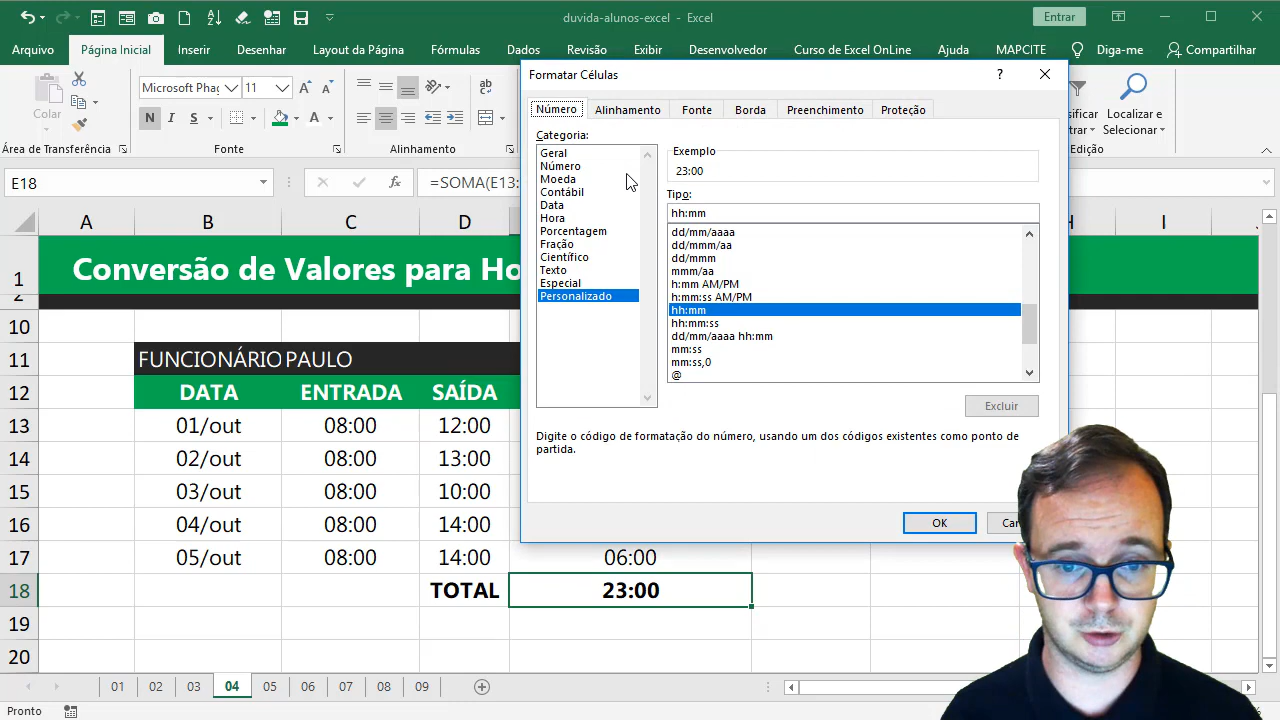 duvida-alunos-excel - Excel
Entrar
Arquivo Página Inicial Inserir Desenhar Layout da Página Fórmulas Dados Revisão Exibir Desenvolvedor Curso de Excel OnLine Ajuda MAPCITE Diga-me Compartilhar
Colar
Microsoft Phag 11
N I S
Área de Transferência Fonte Alinhamento Edição
Localizar e
Selecionar
E18 fx =SOMA(E13:
A B C D H I
1 Conversão de Valores para Ho
2
10
11 FUNCIONÁRIO PAULO
12 DATA ENTRADA SAÍDA
13 01/out 08:00 12:00
14 02/out 08:00 13:00
15 03/out 08:00 10:00
16 04/out 08:00 14:00
17 05/out 08:00 14:00 06:00
18 TOTAL 23:00
19
20
01 02 03 04 05 06 07 08 09
Pronto
Formatar Células ?
Número Alinhamento Fonte Borda Preenchimento Proteção
Categoria:
Geral
Número
Moeda
Contábil
Data
Hora
Porcentagem
Fração
Científico
Texto
Especial
Personalizado
Exemplo
23:00
Tipo:
hh:mm
dd/mm/aaaa
dd/mmm/aa
dd/mmm
mmm/aa
h:mm AM/PM
h:mm:ss AM/PM
hh:mm
hh:mm:ss
dd/mm/aaaa hh:mm
mm:ss
mm:ss,0
@
Excluir
Digite o código de formatação do número, usando um dos códigos existentes como ponto de
partida.
OK